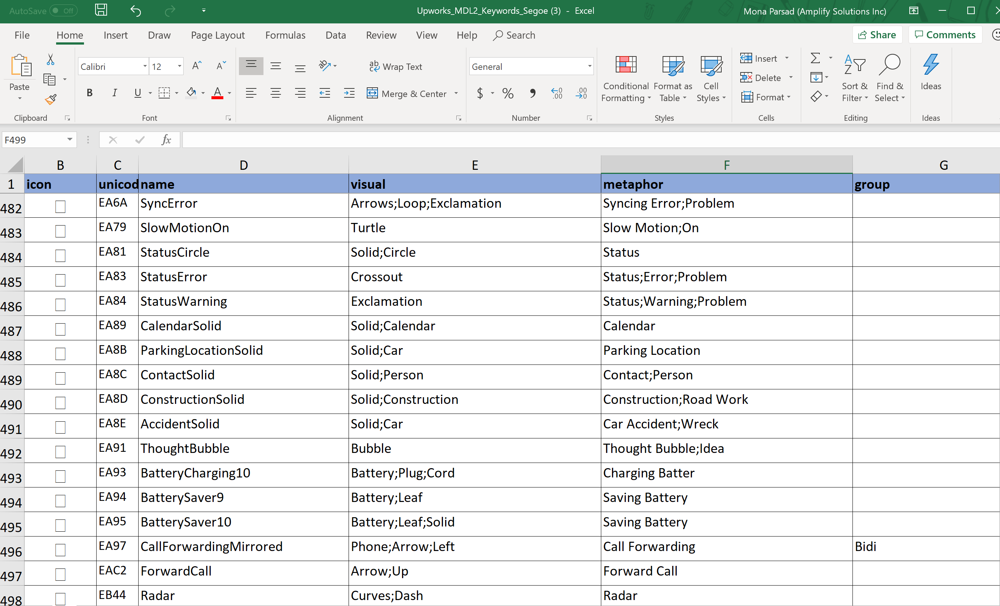 AutoSave Off Upworks_MDL2_Keywords_Segoe (3) - Excel Mona Parsad (Amplify Solutions Inc)
File Home Insert Draw Page Layout Formulas Data Review View Help Search Share Comments
Paste Calibri 12 A A ab Wrap Text General Conditional Formatting Format as Table Cell Styles Insert Delete Format Sort & Filter Find & Select Ideas
B I U A Merge & Center $ % 9 .00 .00
Clipboard Font Alignment Number Styles Cells Editing Ideas
F499 fx
B C D E F G
1 icon unicod name visual metaphor group
482 EA6A SyncError Arrows;Loop;Exclamation Syncing Error;Problem
483 EA79 SlowMotionOn Turtle Slow Motion;On
484 EA81 StatusCircle Solid;Circle Status
485 EA83 StatusError Crossout Status;Error;Problem
486 EA84 StatusWarning Exclamation Status;Warning;Problem
487 EA89 CalendarSolid Solid;Calendar Calendar
488 EA8B ParkingLocationSolid Solid;Car Parking Location
489 EA8C ContactSolid Solid;Person Contact;Person
490 EA8D ConstructionSolid Solid;Construction Construction;Road Work
491 EA8E AccidentSolid Solid;Car Car Accident;Wreck
492 EA91 ThoughtBubble Bubble Thought Bubble;Idea
493 EA93 BatteryCharging10 Battery;Plug;Cord Charging Batter
494 EA94 BatterySaver9 Battery;Leaf Saving Battery
495 EA95 BatterySaver10 Battery;Leaf;Solid Saving Battery
496 EA97 CallForwardingMirrored Phone;Arrow;Left Call Forwarding Bidi
497 EAC2 ForwardCall Arrow;Up Forward Call
498 EB44 Radar Curves;Dash Radar